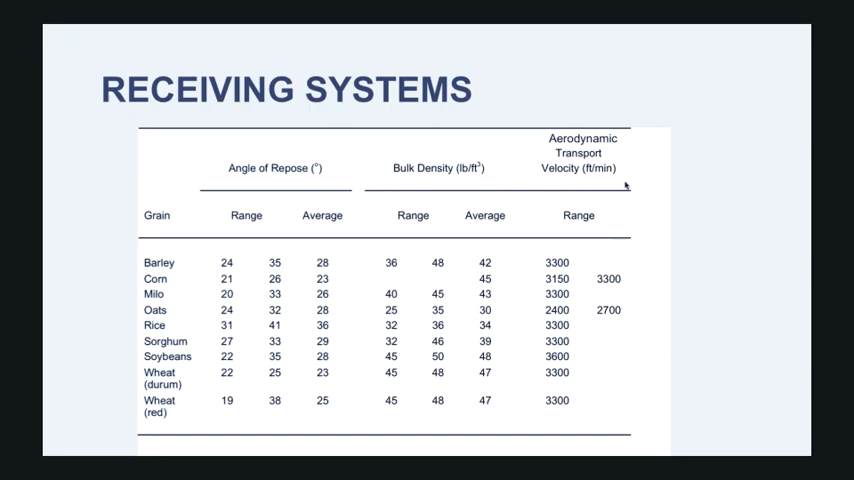 RECEIVING SYSTEMS
Aerodynamic
Transport
Angle of Repose (°) Bulk Density (lb/ft³) Velocity (ft/min)
Grain Range Average Range Average Range
Barley 24 35 28 36 48 42 3300
Corn 21 26 23 45 3150 3300
Milo 20 33 26 40 45 43 3300
Oats 24 32 28 25 35 30 2400 2700
Rice 31 41 36 32 36 34 3300
Sorghum 27 33 29 32 46 39 3300
Soybeans 22 35 28 45 50 48 3600
Wheat 22 25 23 45 48 47 3300
(durum)
Wheat 19 38 25 45 48 47 3300
(red)